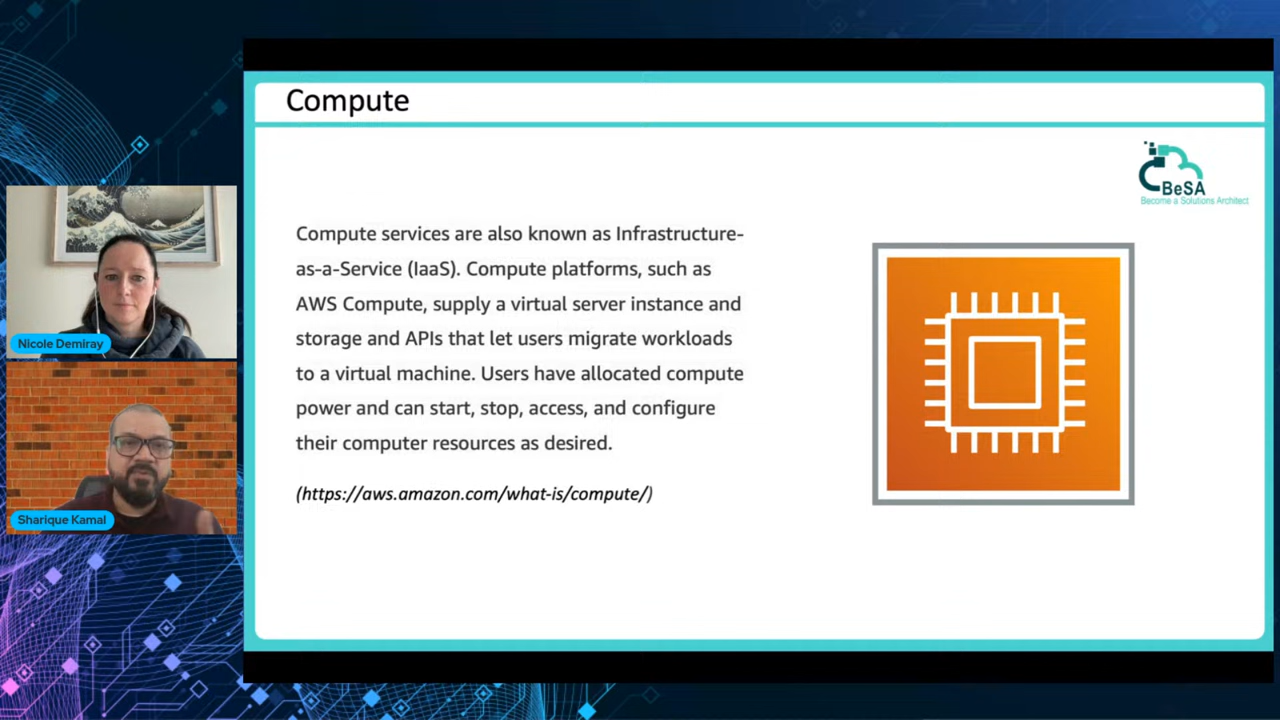 Compute
BeSA
Become a Solutions Architect
Compute services are also known as Infrastructure-
as-a-Service (IaaS). Compute platforms, such as
AWS Compute, supply a virtual server instance and
storage and APIs that let users migrate workloads
to a virtual machine. Users have allocated compute
power and can start, stop, access, and configure
their computer resources as desired.
(https://aws.amazon.com/what-is/compute/)
Nicole Demiray
Sharique Kamal